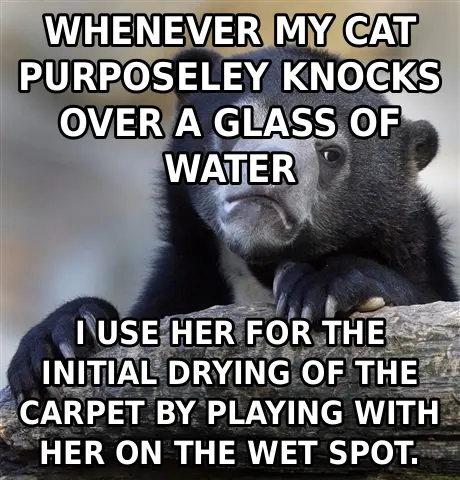 WHENEVER MY CAT
PURPOSELEY KNOCKS
OVER A GLASS OF
WATER
I USE HER FOR THE
INITIAL DRYING OF THE
CARPET BY PLAYING WITH
HER ON THE WET SPOT.